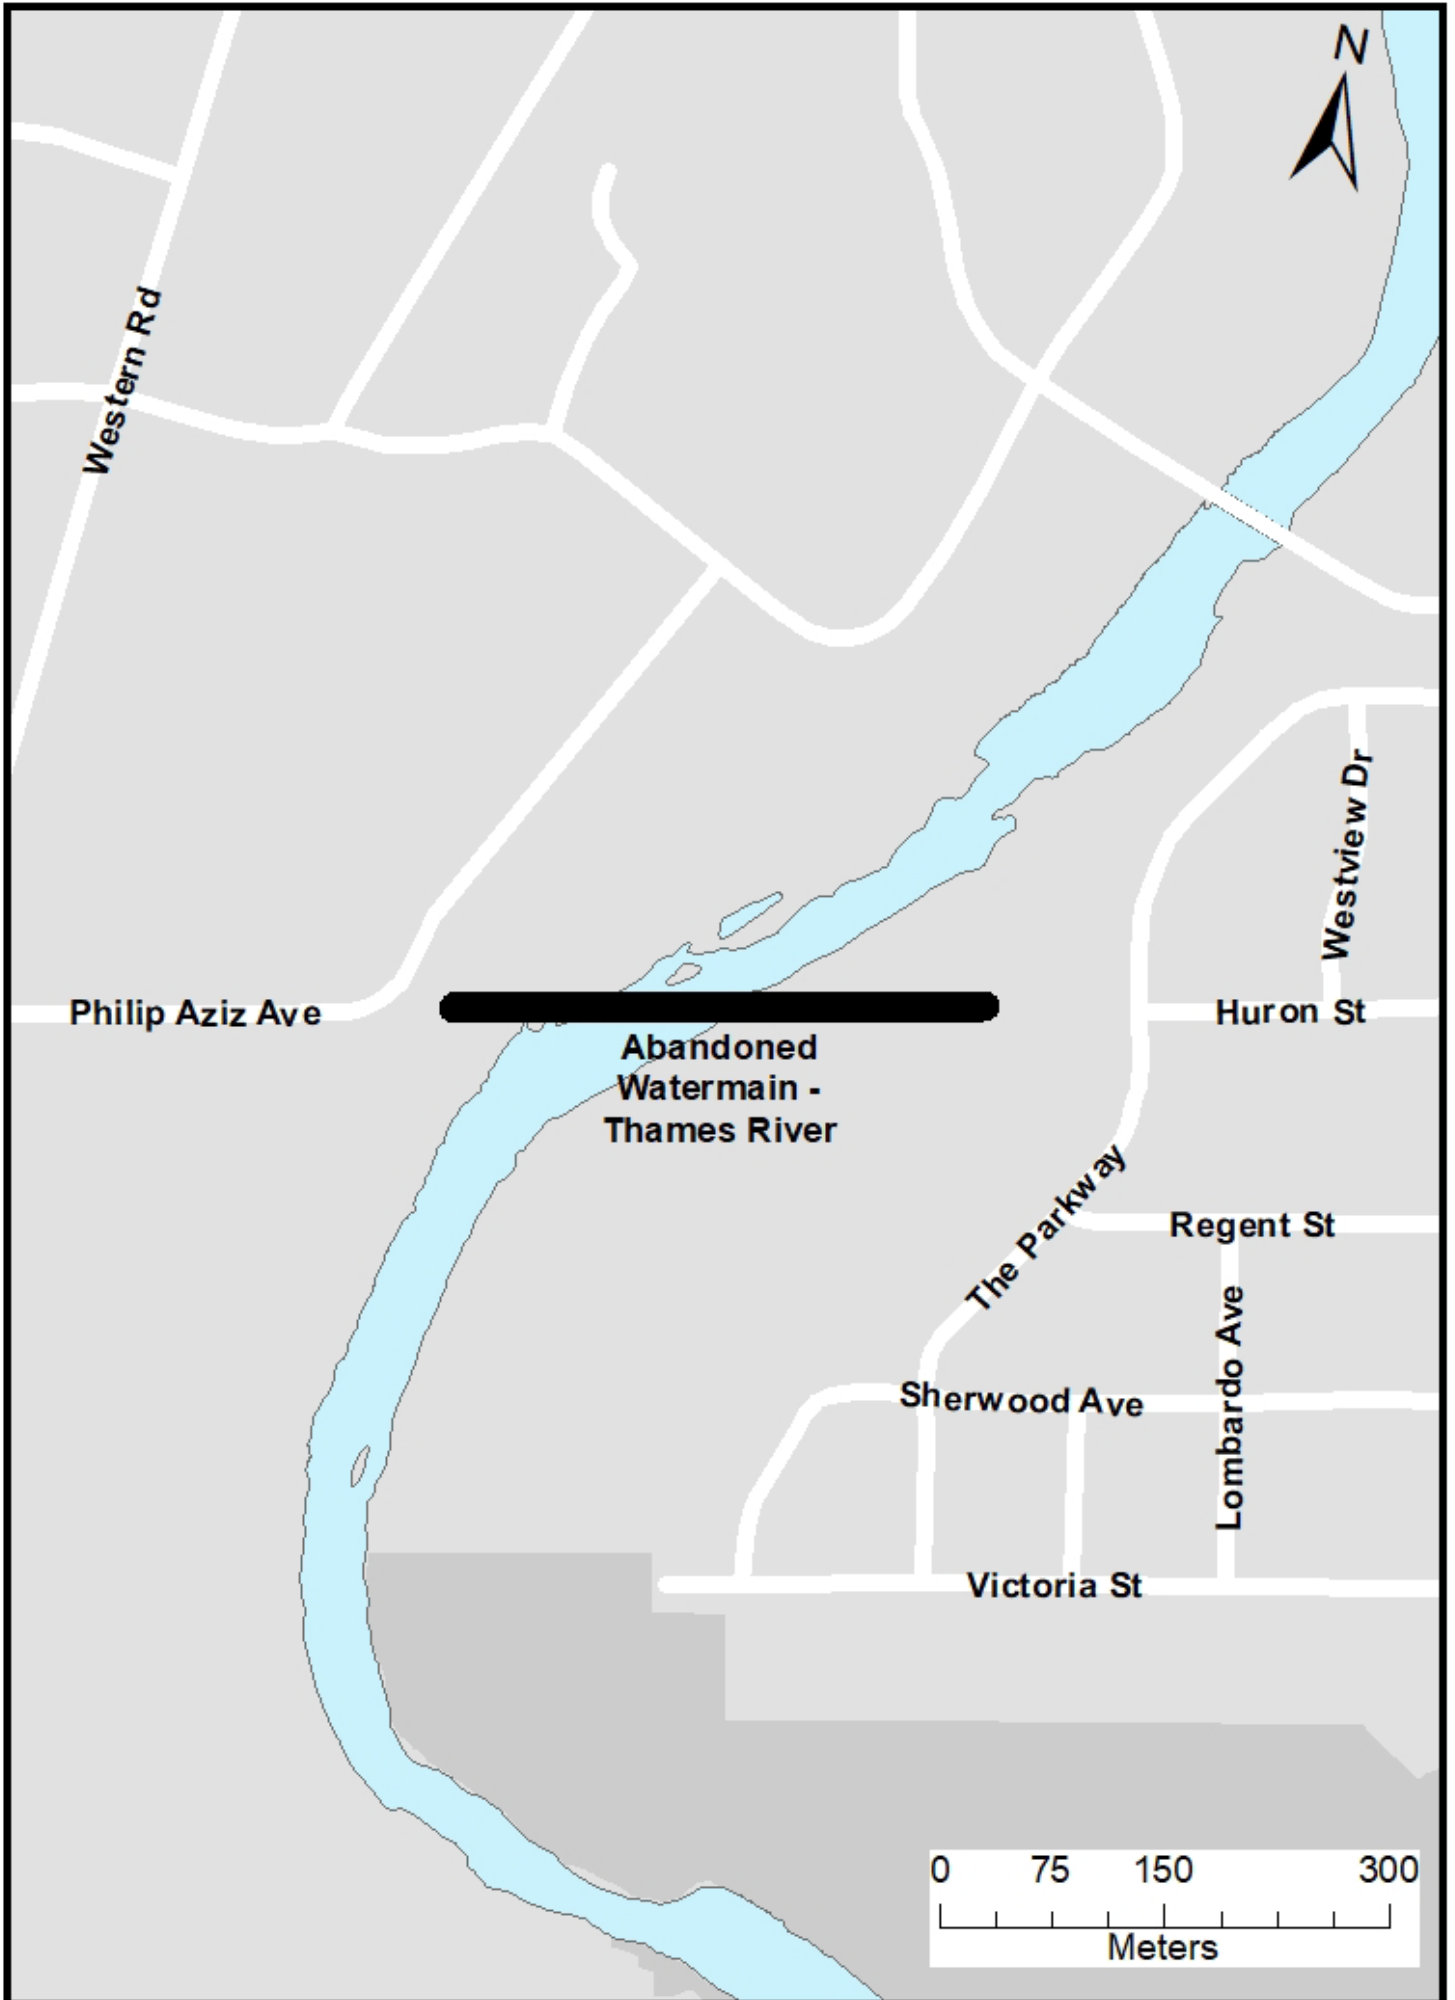 N
Western Rd
Westview Dr
Philip Aziz Ave
Huron St
Abandoned
Watermain -
Thames River
The Parkway
Regent St
Lombardo Ave
Sherwood Ave
Victoria St
0 75 150 300
Meters